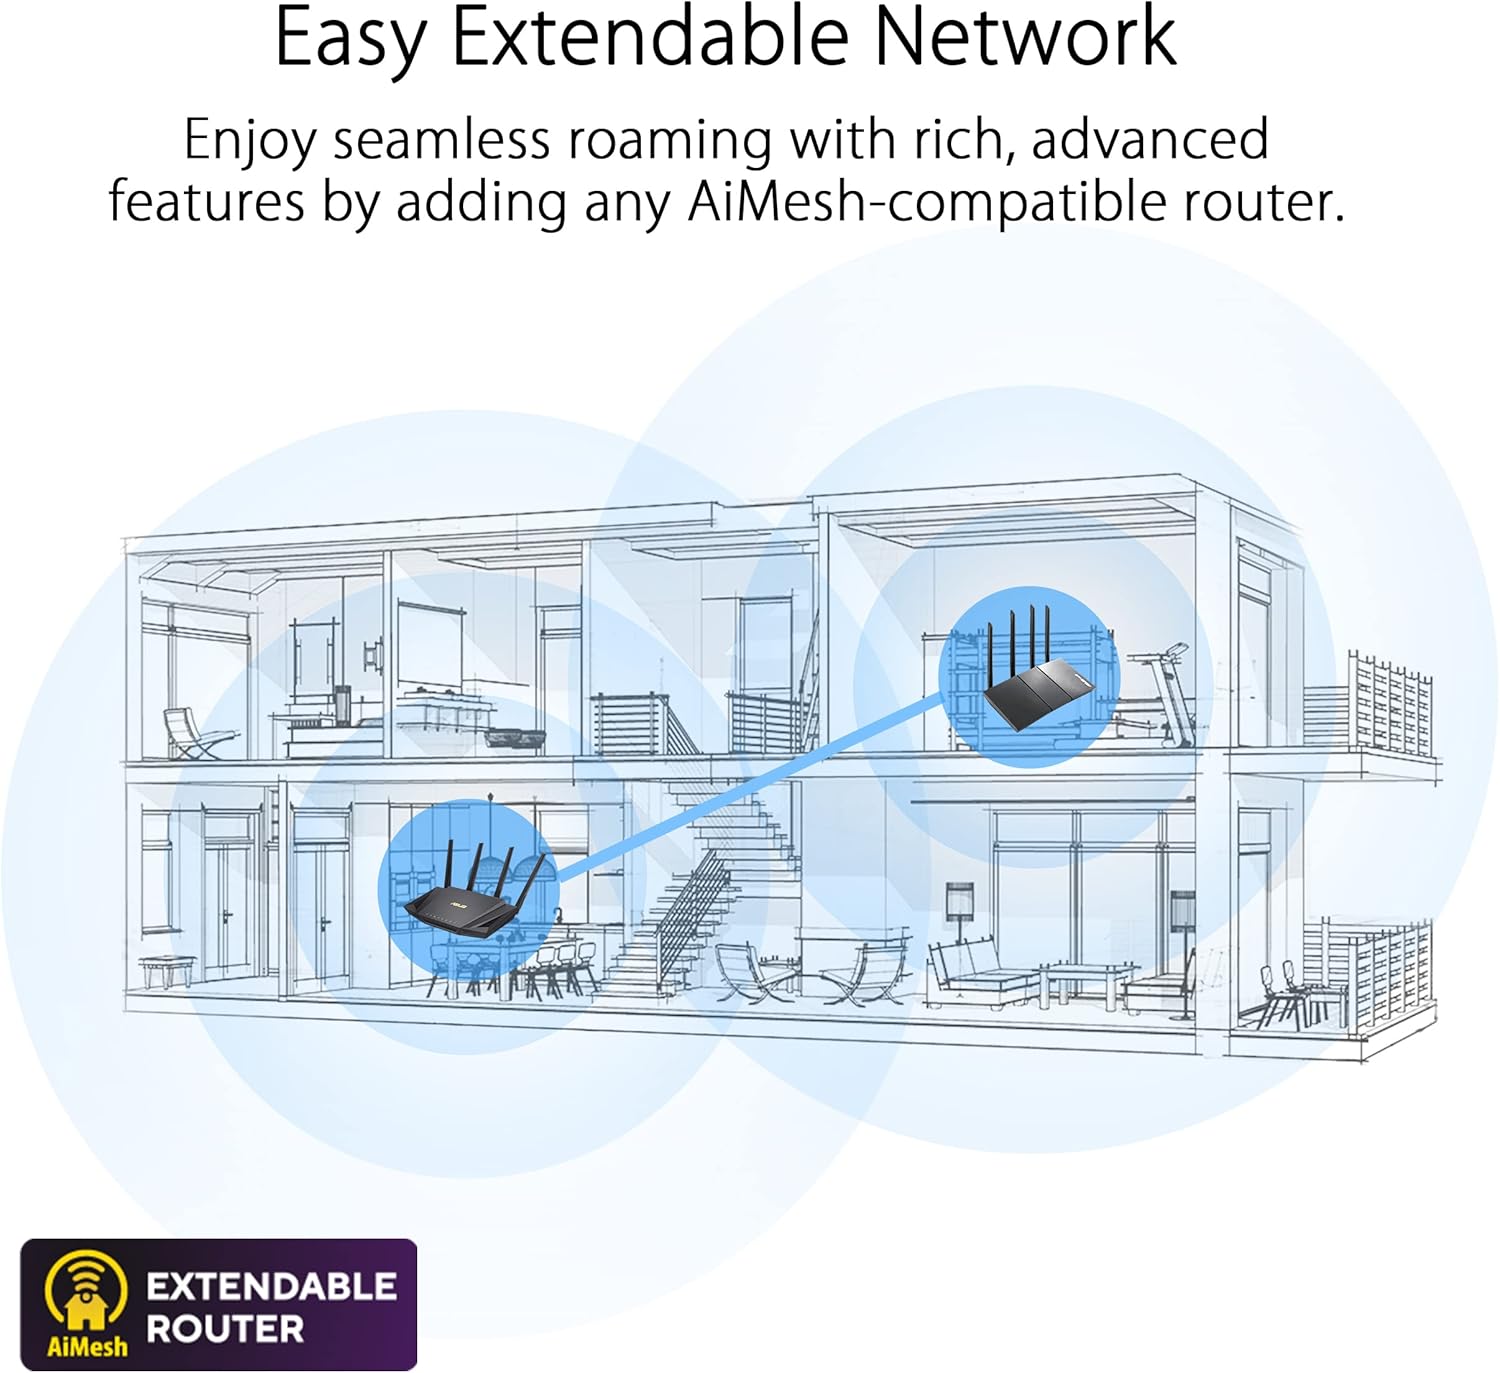 Easy Extendable Network
Enjoy seamless roaming with rich, advanced
features by adding any AiMesh-compatible router.
ASUS
AiMesh
EXTENDABLE
ROUTER